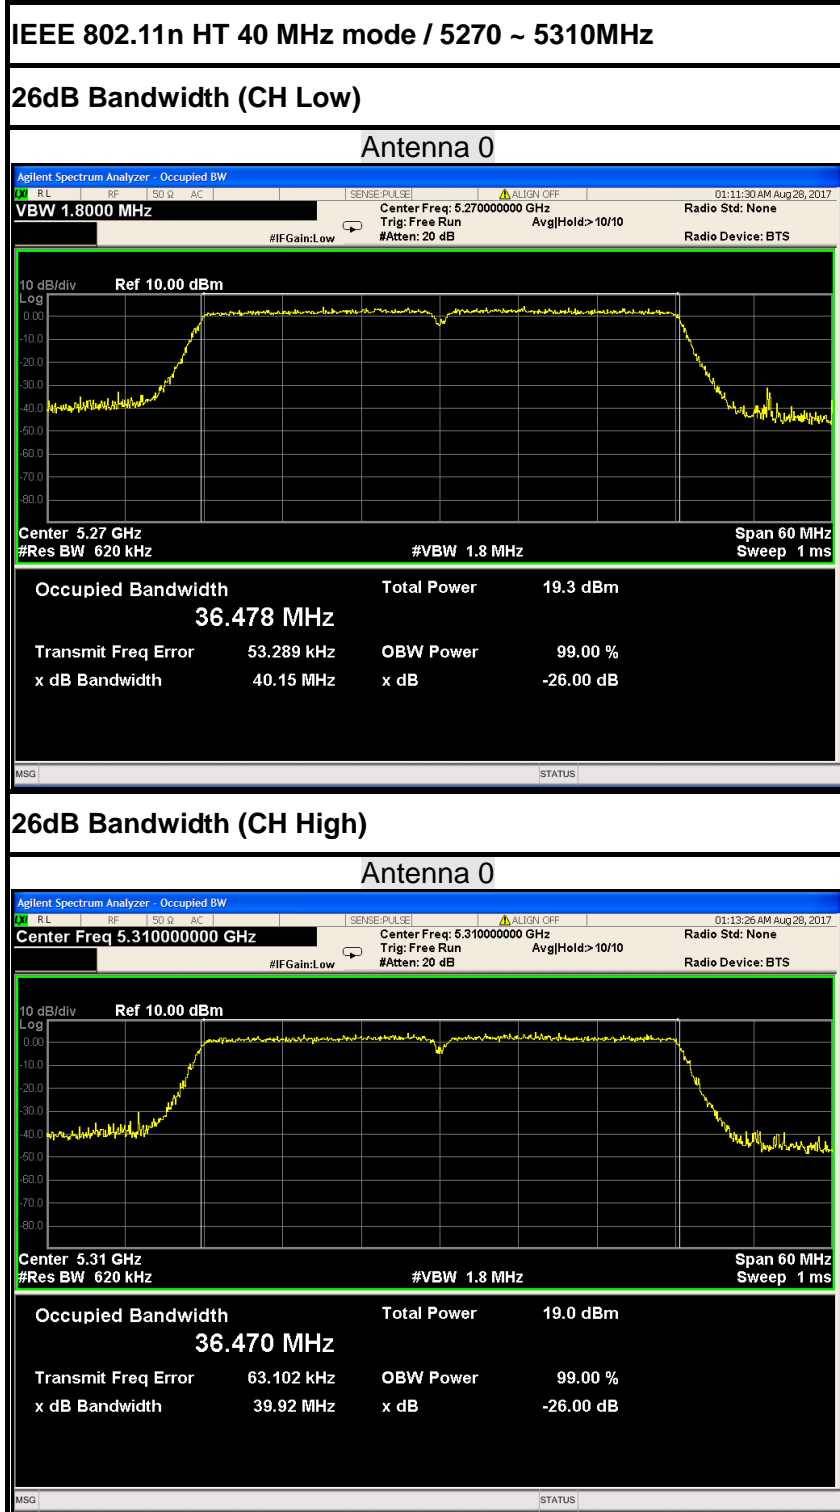 IEEE 802.11n HT 40 MHz mode / 5270 ~ 5310MHz
26dB Bandwidth (CH Low)
Antenna 0
Agilent Spectrum Analyzer - Occupied BW
LXI RL RF 50 Ω AC SENSE:PULSE ALIGN OFF 01:11:30 AM Aug 28, 2017
VBW 1.8000 MHz Center Freq: 5.270000000 GHz Radio Std: None
Trig: Free Run Avg|Hold:> 10/10
#IFGain:Low #Atten: 20 dB Radio Device: BTS
10 dB/div Ref 10.00 dBm
Log
0.00
-10.0
-20.0
-30.0
-40.0
-50.0
-60.0
-70.0
-80.0
Center 5.27 GHz Span 60 MHz
#Res BW 620 kHz #VBW 1.8 MHz Sweep 1 ms
Occupied Bandwidth Total Power 19.3 dBm
36.478 MHz
Transmit Freq Error 53.289 kHz OBW Power 99.00 %
x dB Bandwidth 40.15 MHz x dB -26.00 dB
MSG STATUS
26dB Bandwidth (CH High)
Antenna 0
Agilent Spectrum Analyzer - Occupied BW
LXI RL RF 50 Ω AC SENSE:PULSE ALIGN OFF 01:13:26 AM Aug 28, 2017
Center Freq 5.310000000 GHz Center Freq: 5.310000000 GHz Radio Std: None
Trig: Free Run Avg|Hold:> 10/10
#IFGain:Low #Atten: 20 dB Radio Device: BTS
10 dB/div Ref 10.00 dBm
Log
0.00
-10.0
-20.0
-30.0
-40.0
-50.0
-60.0
-70.0
-80.0
Center 5.31 GHz Span 60 MHz
#Res BW 620 kHz #VBW 1.8 MHz Sweep 1 ms
Occupied Bandwidth Total Power 19.0 dBm
36.470 MHz
Transmit Freq Error 63.102 kHz OBW Power 99.00 %
x dB Bandwidth 39.92 MHz x dB -26.00 dB
MSG STATUS